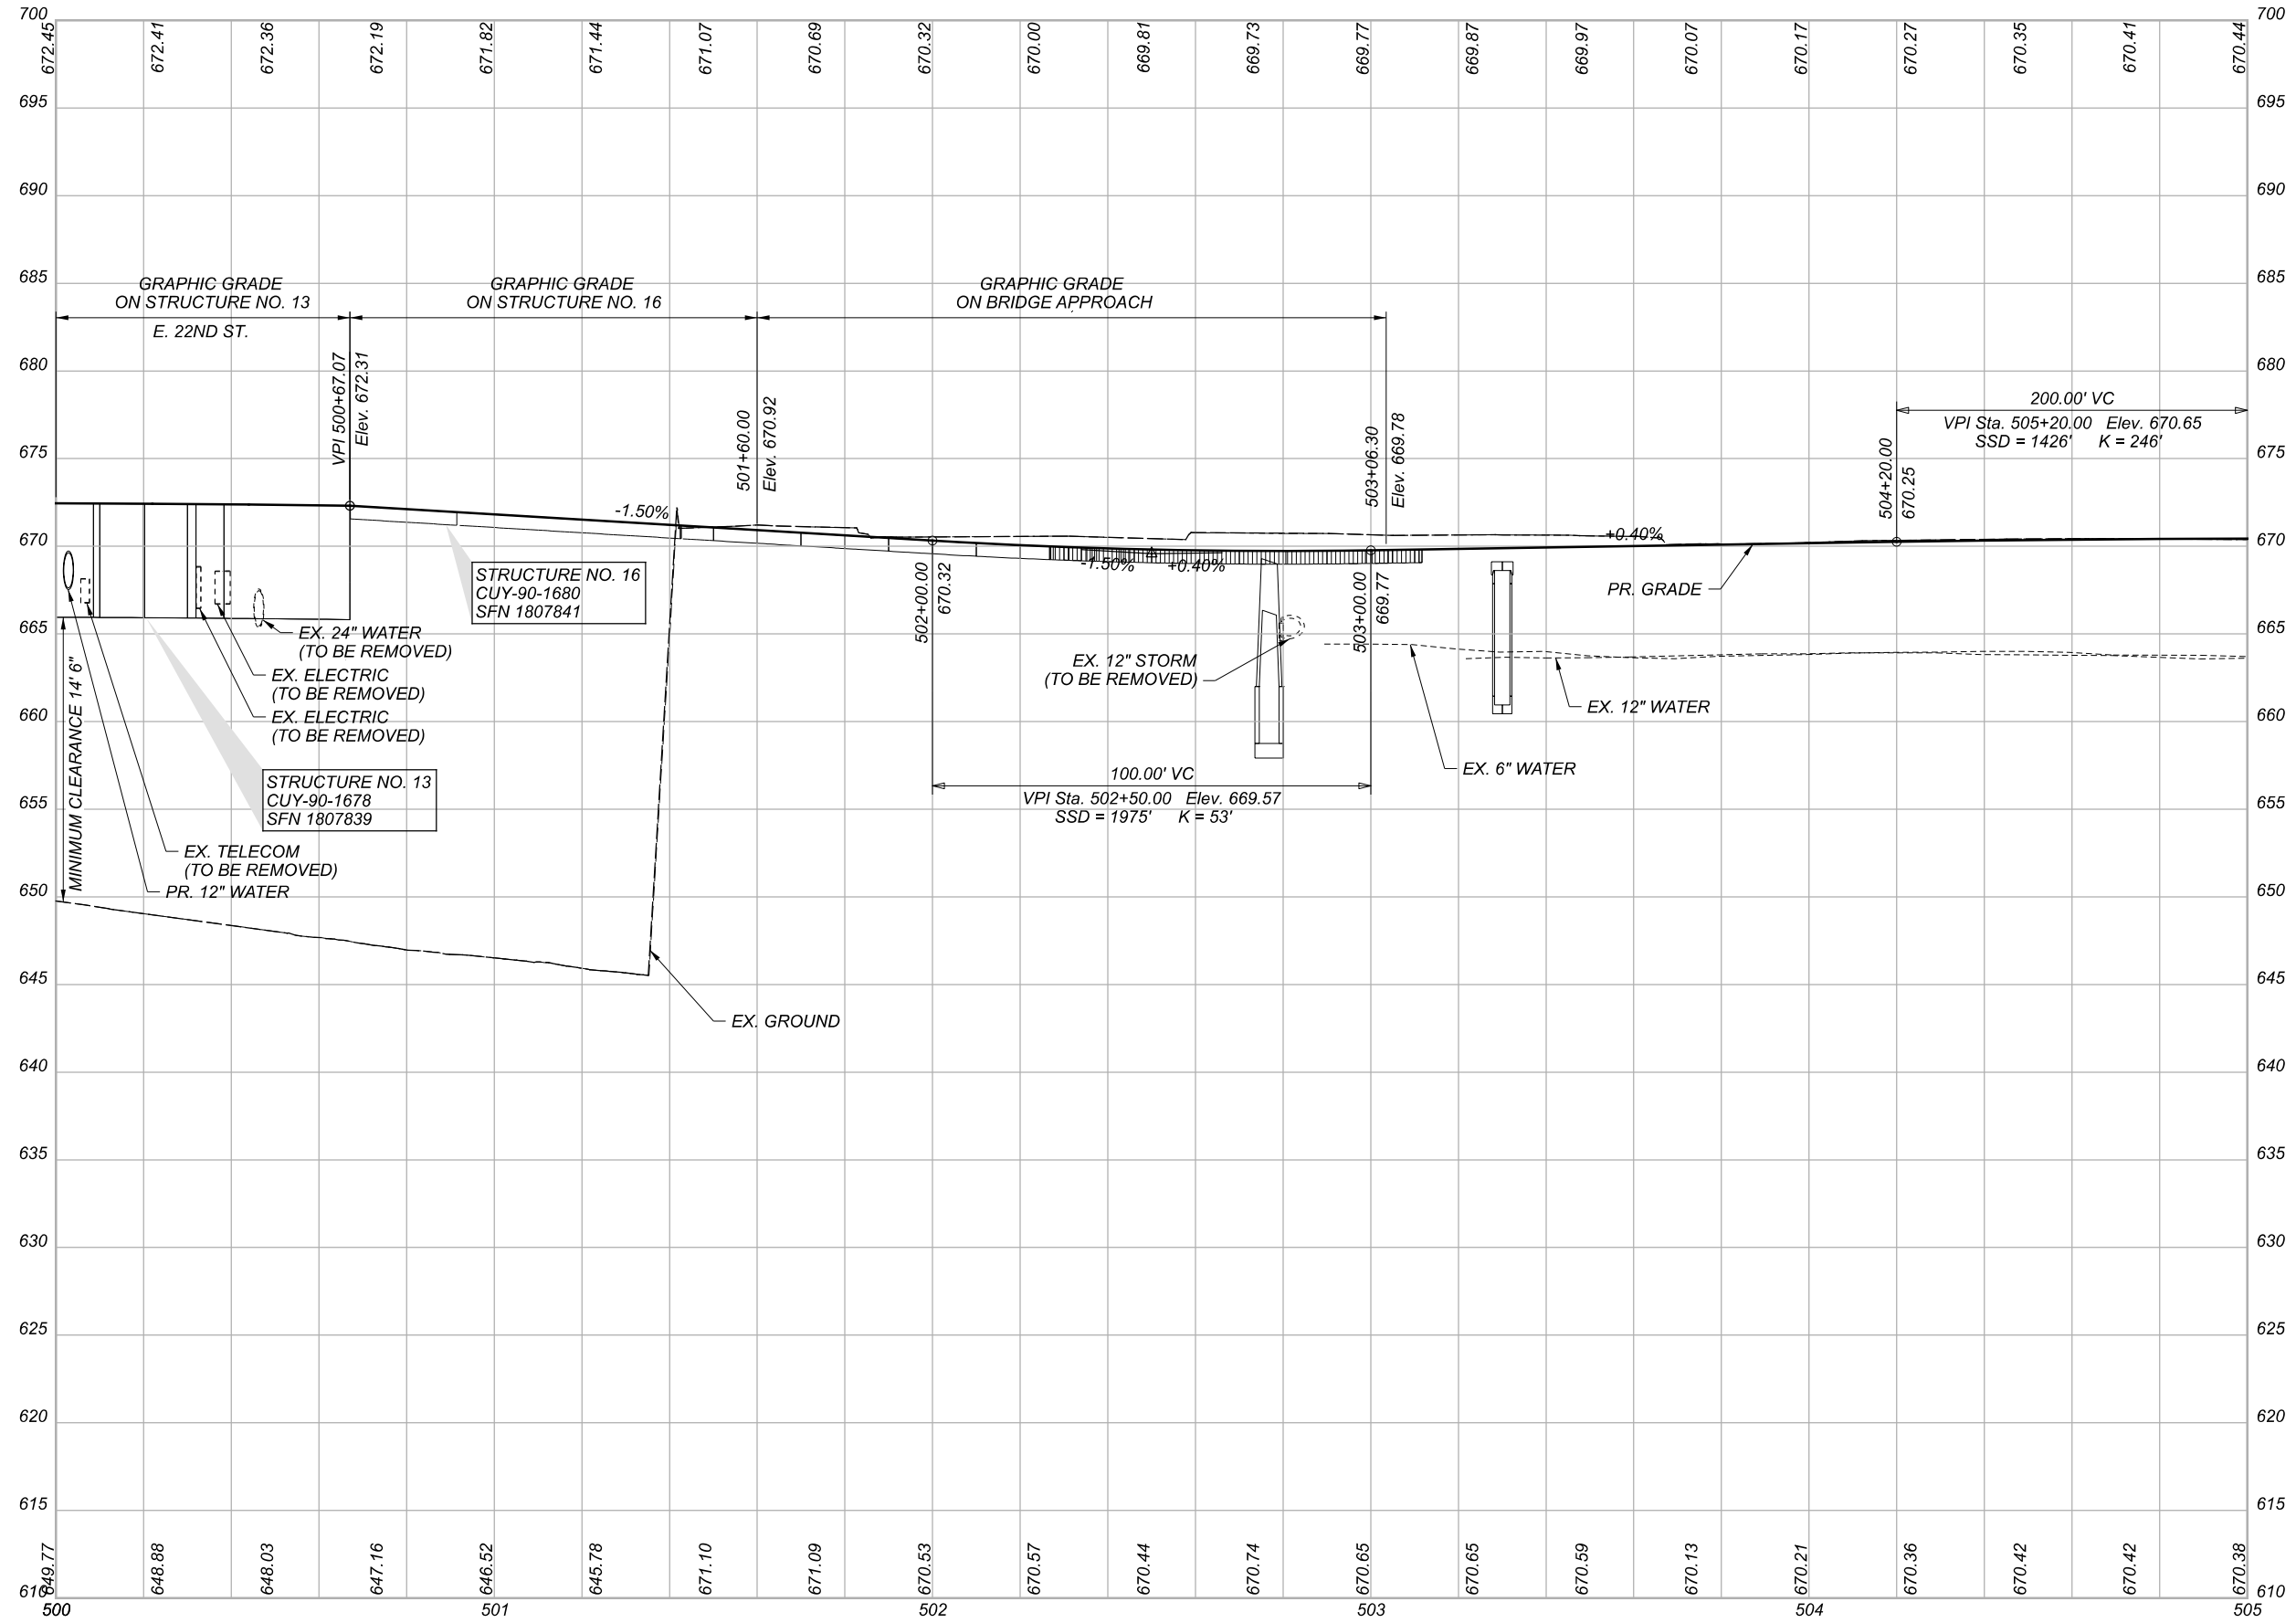 700
700
672.45
672.41
672.36
672.19
671.82
671.44
671.07
670.69
670.32
670.00
669.81
669.73
669.77
669.87
669.97
670.07
670.17
670.27
670.35
670.41
670.44
695
695
690
690
685
685
GRAPHIC GRADE
ON STRUCTURE NO. 13
E. 22ND ST.
GRAPHIC GRADE
ON STRUCTURE NO. 16
GRAPHIC GRADE
ON BRIDGE APPROACH
680
680
VPI 500+67.07
Elev. 672.31
501+60.00
Elev. 670.92
503+06.30
Elev. 669.78
200.00' VC
VPI Sta. 505+20.00 Elev. 670.65
SSD = 1426' K = 246'
504+20.00
670.25
675
675
-1.50%
+0.40%
670
670
-1.50%
+0.40%
STRUCTURE NO. 16
CUY-90-1680
SFN 1807841
502+00.00
670.32
503+00.00
669.77
PR. GRADE
665
665
EX. 24" WATER
(TO BE REMOVED)
EX. ELECTRIC
(TO BE REMOVED)
EX. ELECTRIC
(TO BE REMOVED)
EX. 12" STORM
(TO BE REMOVED)
EX. 12" WATER
EX. 6" WATER
660
660
MINIMUM CLEARANCE 14' 6"
STRUCTURE NO. 13
CUY-90-1678
SFN 1807839
100.00' VC
VPI Sta. 502+50.00 Elev. 669.57
SSD = 1975' K = 53'
655
655
EX. TELECOM
(TO BE REMOVED)
PR. 12" WATER
650
650
645
645
EX. GROUND
640
640
635
635
630
630
625
625
620
620
615
615
610
610
649.77
648.88
648.03
647.16
646.52
645.78
671.10
671.09
670.53
670.57
670.44
670.74
670.65
670.65
670.59
670.13
670.21
670.36
670.42
670.42
670.38
500
501
502
503
504
505